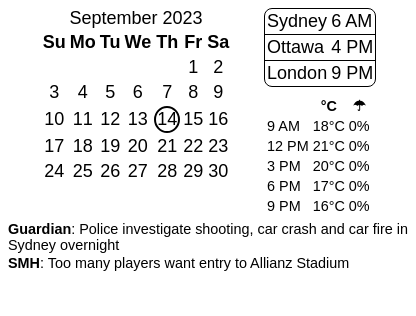 September 2023
Su Mo Tu We Th Fr Sa
1 2
3 4 5 6 7 8 9
10 11 12 13 14 15 16
17 18 19 20 21 22 23
24 25 26 27 28 29 30
Sydney 6 AM
Ottawa 4 PM
London 9 PM
°C ☂
9 AM 18°C 0%
12 PM 21°C 0%
3 PM 20°C 0%
6 PM 17°C 0%
9 PM 16°C 0%
Guardian: Police investigate shooting, car crash and car fire in
Sydney overnight
SMH: Too many players want entry to Allianz Stadium